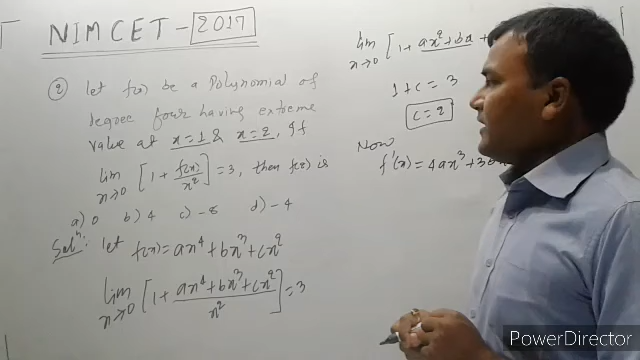 NIMCET - 2017
② let f(x) be a Polynomial of
degree four having extreme
value at x=1 & x=2, If
lim x→0 [1 + f(x)/x²] = 3, then f(2) is
a) 0 b) 4 c) -8 d) -4
Solⁿ: let f(x) = ax⁴ + bx³ + cx²
lim x→0 [1 + (ax⁴ + bx³ + cx²)/x²] = 3
lim x→0 [1 + ax² + bx +
1 + c = 3
c = 2
Now
f'(x) = 4ax³ + 3b
PowerDirector